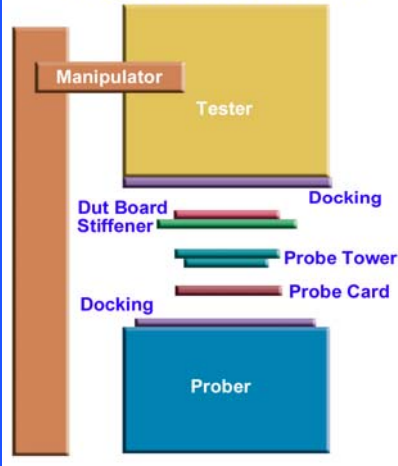 Manipulator
Tester
Docking
Dut Board
Stiffener
Probe Tower
Probe Card
Docking
Prober